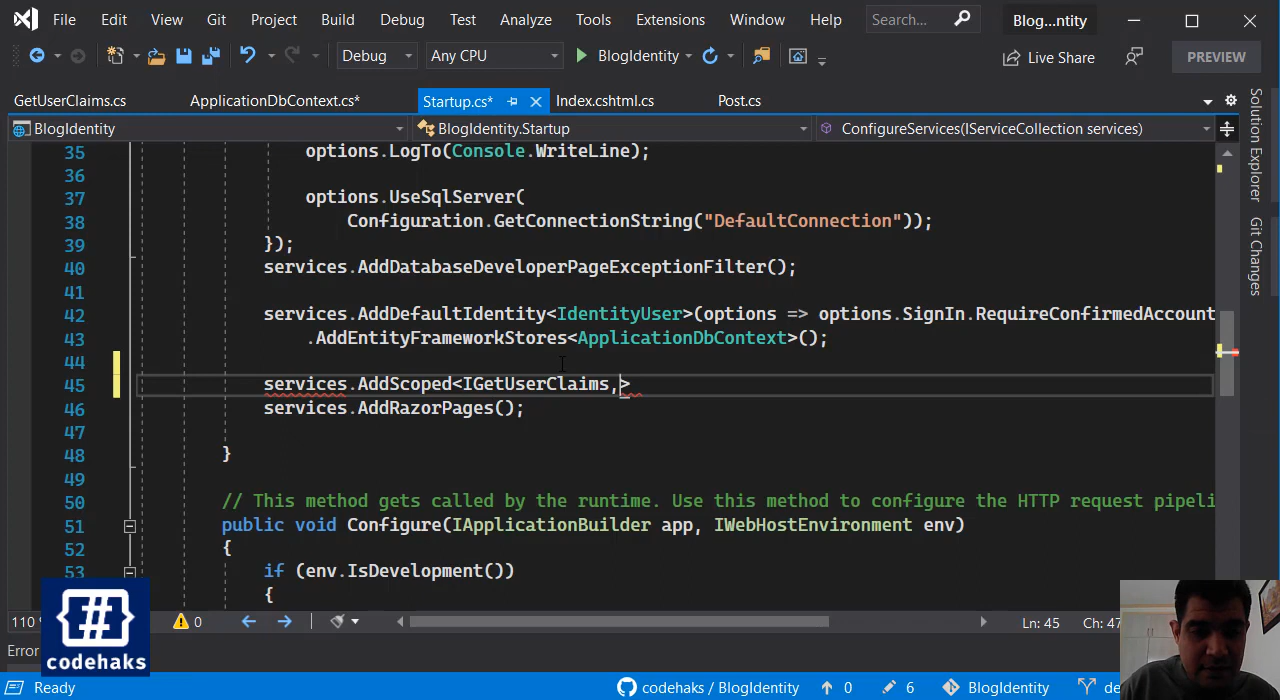 File Edit View Git Project Build Debug Test Analyze Tools Extensions Window Help Search... Blog...ntity
Debug Any CPU BlogIdentity Live Share PREVIEW
GetUserClaims.cs ApplicationDbContext.cs* Startup.cs* Index.cshtml.cs Post.cs
BlogIdentity BlogIdentity.Startup ConfigureServices(IServiceCollection services)
35 options.LogTo(Console.WriteLine);
36
37 options.UseSqlServer(
38 Configuration.GetConnectionString("DefaultConnection"));
39 });
40 services.AddDatabaseDeveloperPageExceptionFilter();
41
42 services.AddDefaultIdentity<IdentityUser>(options => options.SignIn.RequireConfirmedAccount
43 .AddEntityFrameworkStores<ApplicationDbContext>();
44
45 services.AddScoped<IGetUserClaims,>
46 services.AddRazorPages();
47
48 }
49
50 // This method gets called by the runtime. Use this method to configure the HTTP request pipeli
51 public void Configure(IApplicationBuilder app, IWebHostEnvironment env)
52 {
53 if (env.IsDevelopment())
{
Solution Explorer
Git Changes
110 % 0 Ln: 45 Ch: 47
Error
{#}
codehaks
Ready codehaks / BlogIdentity 0 6 BlogIdentity de